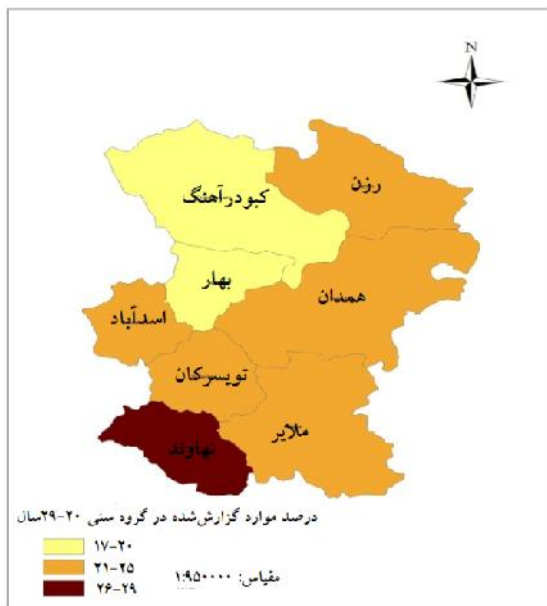 N
رزن
کبودرآهنگ
بهار
همدان
اسدآباد
تویسرکان
ملایر
نهاوند
درصد موارد گزارش‌شده در گروه سنی ۲۰-۲۹سال
۱۷-۲۰
۲۱-۲۵
۲۶-۲۹
مقیاس: ۱:۹۵۰۰۰۰